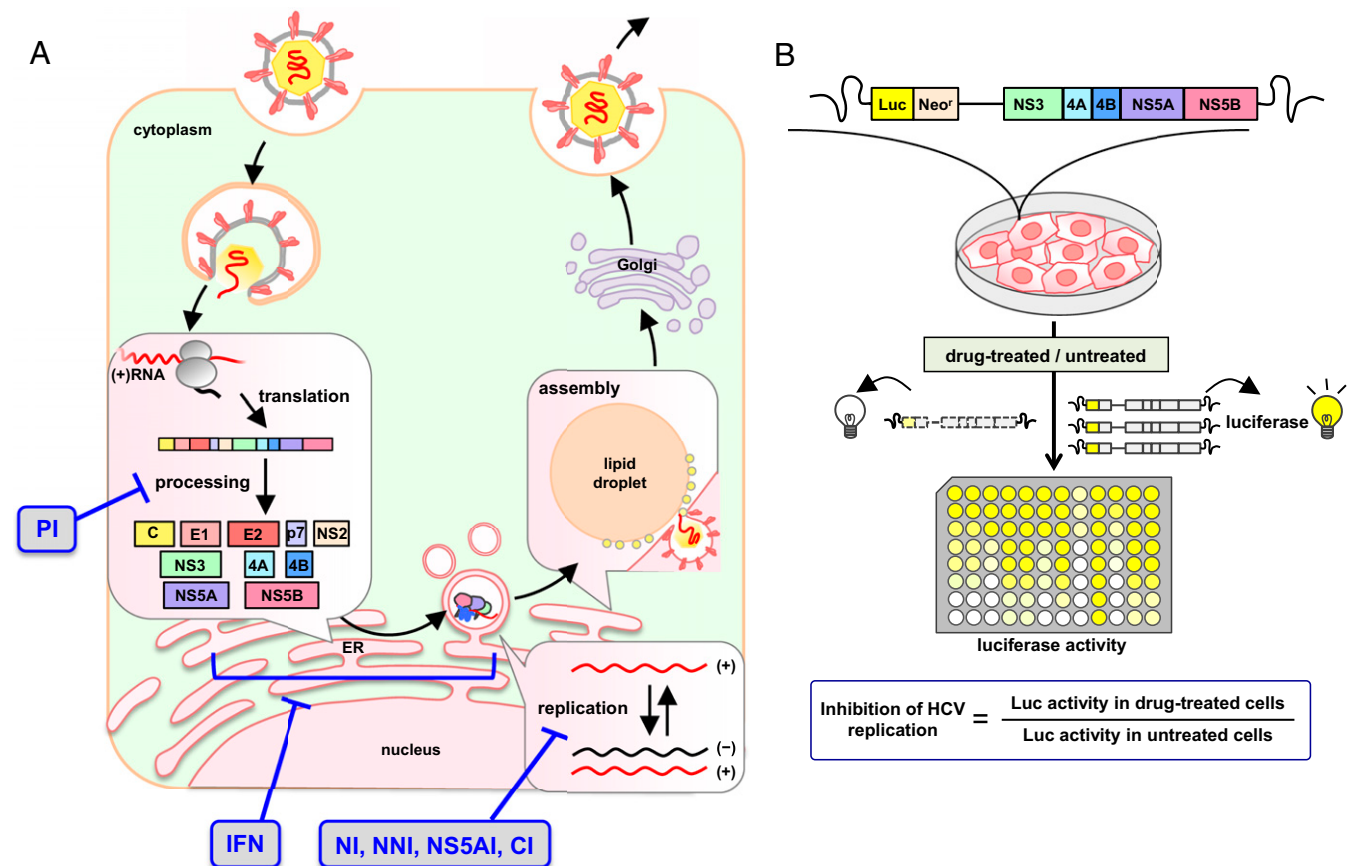 A
cytoplasm
(+)RNA
translation
processing
PI
C E1 E2 p7 NS2
NS3 4A 4B
NS5A NS5B
ER
nucleus
IFN
NI, NNI, NS5AI, CI
replication
(+)
(−)
(+)
assembly
lipid
droplet
Golgi
B
Luc Neoʳ NS3 4A 4B NS5A NS5B
drug-treated / untreated
luciferase
luciferase activity
Inhibition of HCV
replication
=
Luc activity in drug-treated cells
Luc activity in untreated cells